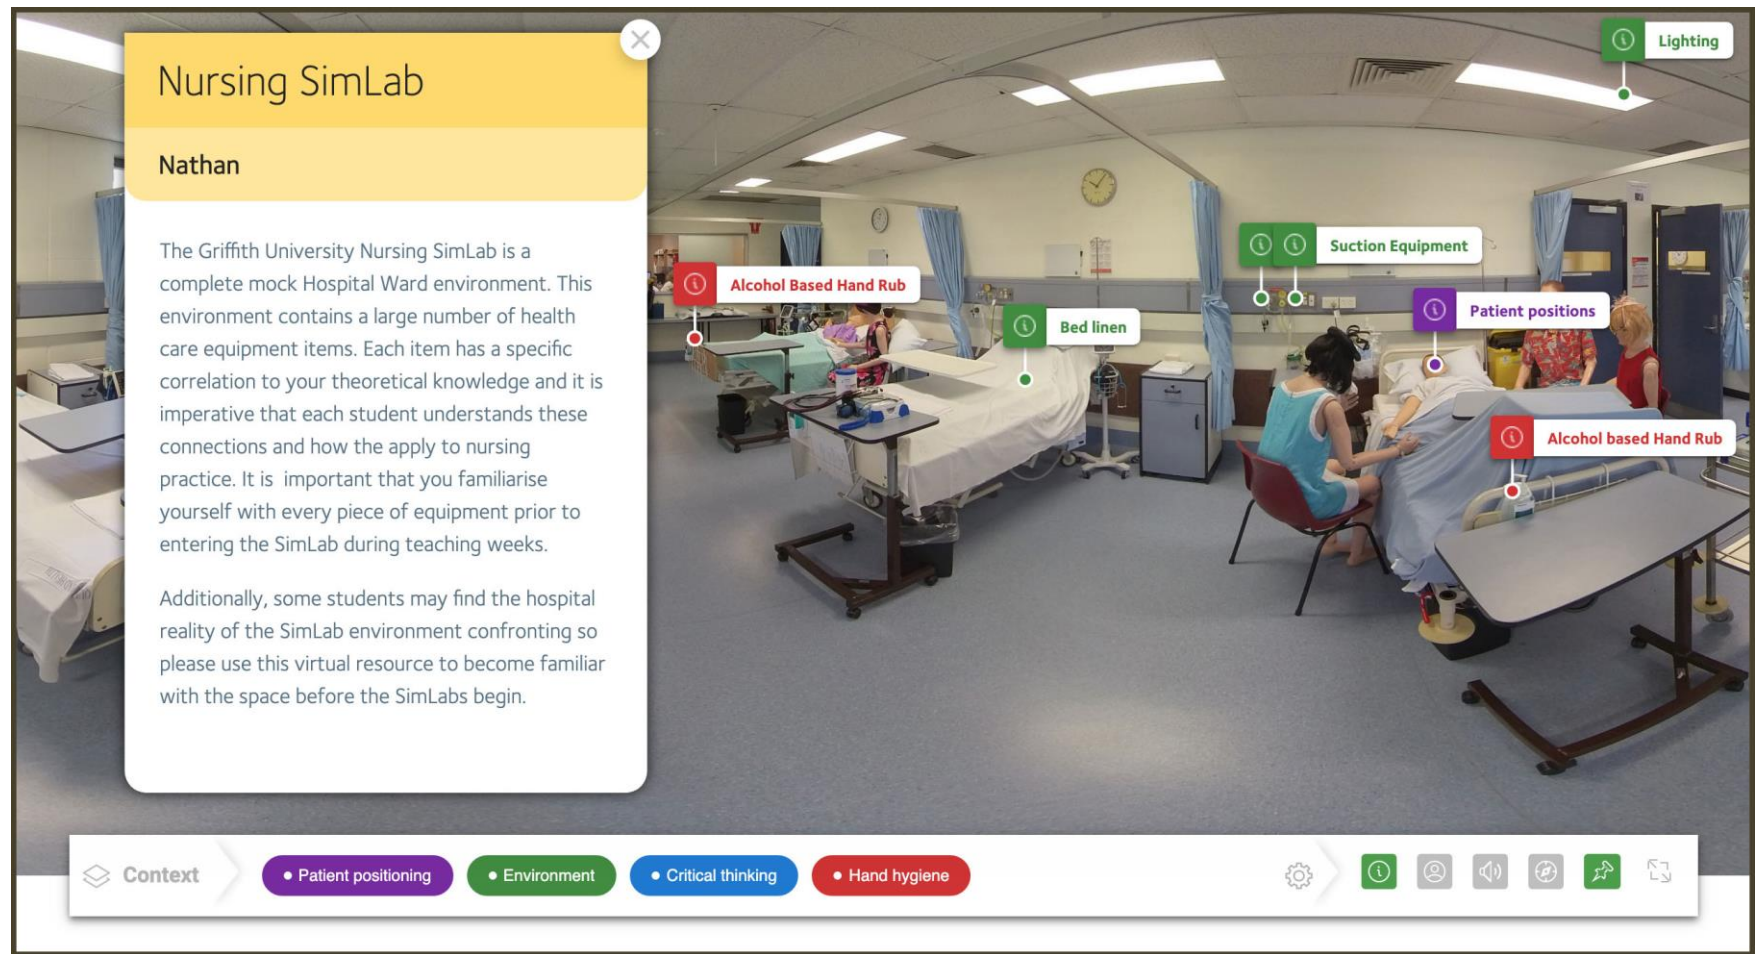 Nursing SimLab
Nathan
The Griffith University Nursing SimLab is a
complete mock Hospital Ward environment. This
environment contains a large number of health
care equipment items. Each item has a specific
correlation to your theoretical knowledge and it is
imperative that each student understands these
connections and how the apply to nursing
practice. It is  important that you familiarise
yourself with every piece of equipment prior to
entering the SimLab during teaching weeks.
Additionally, some students may find the hospital
reality of the SimLab environment confronting so
please use this virtual resource to become familiar
with the space before the SimLabs begin.
Lighting
Suction Equipment
Alcohol Based Hand Rub
Patient positions
Bed linen
Alcohol based Hand Rub
Context
• Patient positioning
• Environment
• Critical thinking
• Hand hygiene